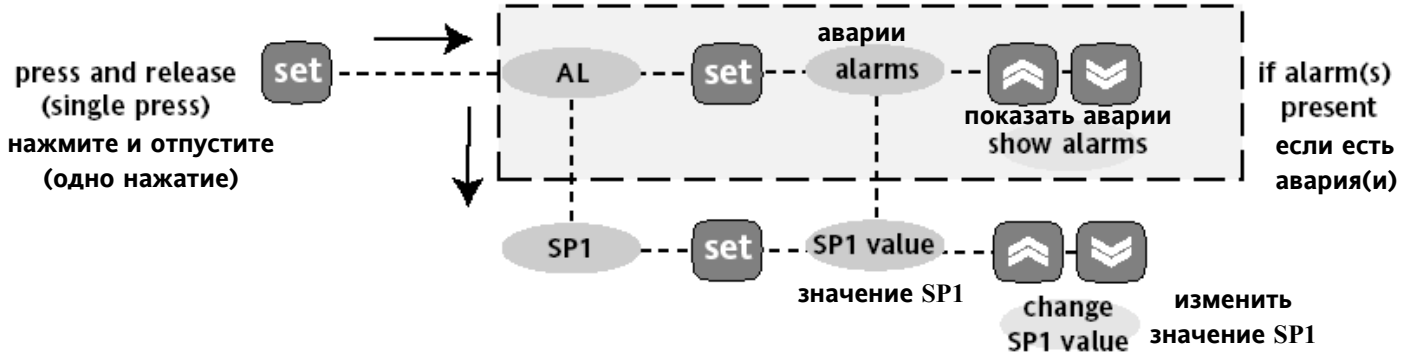 press and release
(single press)
нажмите и отпустите
(одно нажатие)
set
AL
set
аварии
alarms
показать аварии
show alarms
if alarm(s)
present
если есть
авария(и)
SP1
set
SP1 value
значение SP1
change
SP1 value
изменить
значение SP1